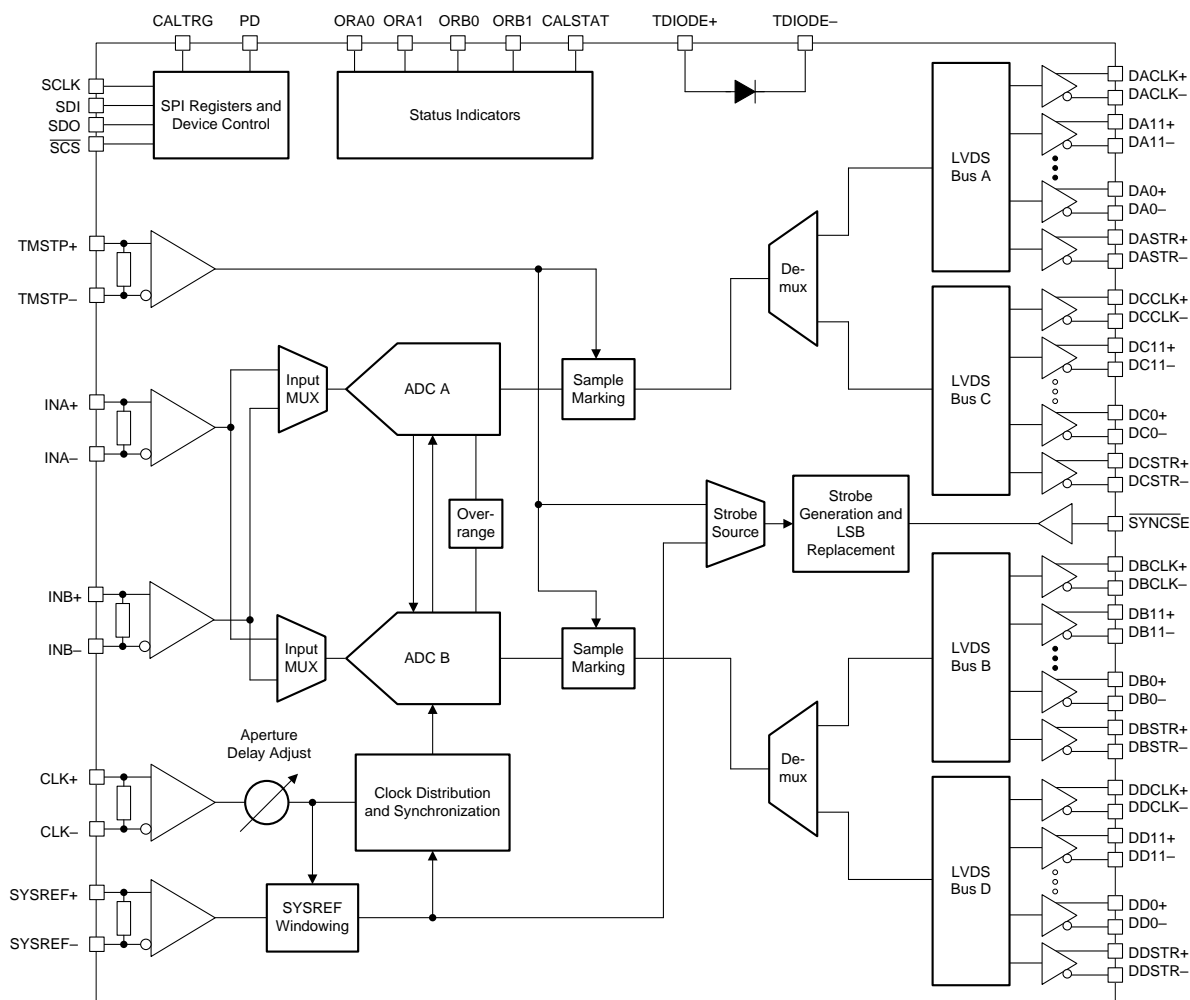 CALTRG PD ORA0 ORA1 ORB0 ORB1 CALSTAT TDIODE+ TDIODE–
SCLK
SDI
SDO
SCS
SPI Registers and
Device Control
Status Indicators
TMSTP+
TMSTP–
INA+
INA–
INB+
INB–
CLK+
CLK–
SYSREF+
SYSREF–
Input
MUX
ADC A
Sample
Marking
Over-
range
Input
MUX
ADC B
Sample
Marking
Aperture
Delay Adjust
Clock Distribution
and Synchronization
SYSREF
Windowing
Strobe
Source
Strobe
Generation and
LSB
Replacement
De-
mux
De-
mux
LVDS
Bus A
LVDS
Bus C
LVDS
Bus B
LVDS
Bus D
DACLK+
DACLK–
DA11+
DA11–
DA0+
DA0–
DASTR+
DASTR–
DCCLK+
DCCLK–
DC11+
DC11–
DC0+
DC0–
DCSTR+
DCSTR–
SYNCSE
DBCLK+
DBCLK–
DB11+
DB11–
DB0+
DB0–
DBSTR+
DBSTR–
DDCLK+
DDCLK–
DD11+
DD11–
DD0+
DD0–
DDSTR+
DDSTR–